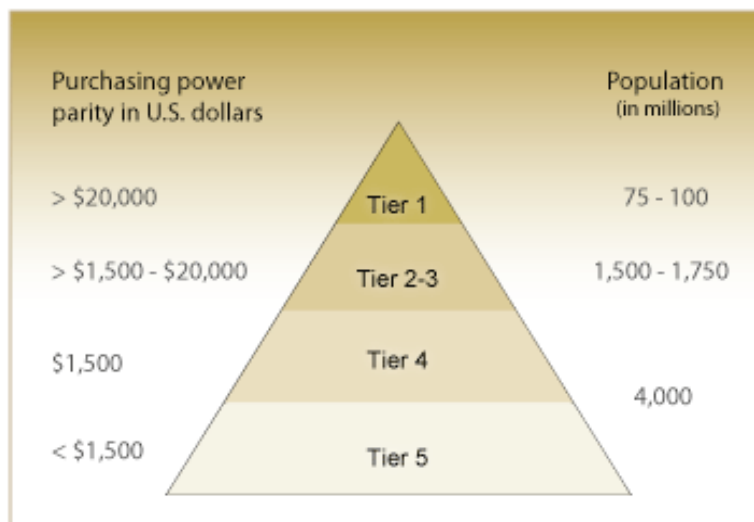 Purchasing power
parity in U.S. dollars
Population
(in millions)
> $20,000
Tier 1
75 - 100
> $1,500 - $20,000
Tier 2-3
1,500 - 1,750
$1,500
Tier 4
4,000
< $1,500
Tier 5